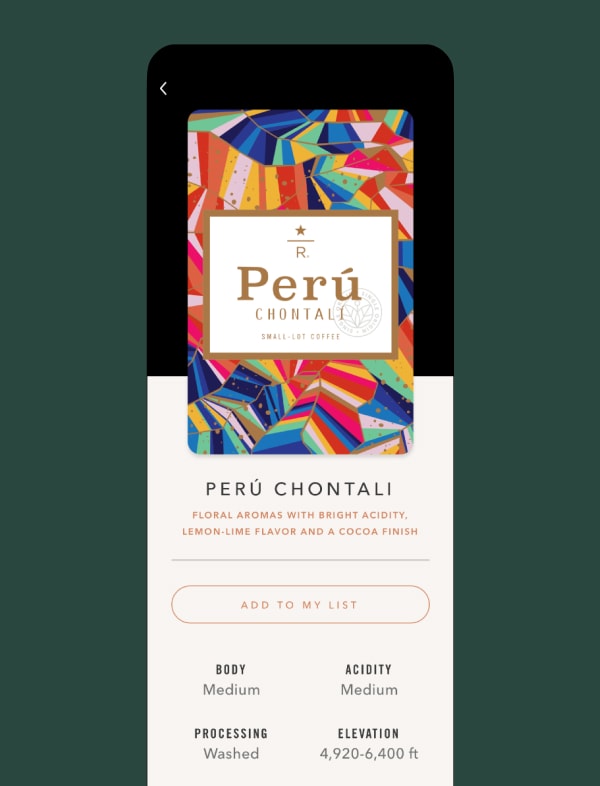 R.
Perú
CHONTALI
SMALL-LOT COFFEE
PERÚ CHONTALI
FLORAL AROMAS WITH BRIGHT ACIDITY,
LEMON-LIME FLAVOR AND A COCOA FINISH
ADD TO MY LIST
BODY
Medium
ACIDITY
Medium
PROCESSING
Washed
ELEVATION
4,920-6,400 ft